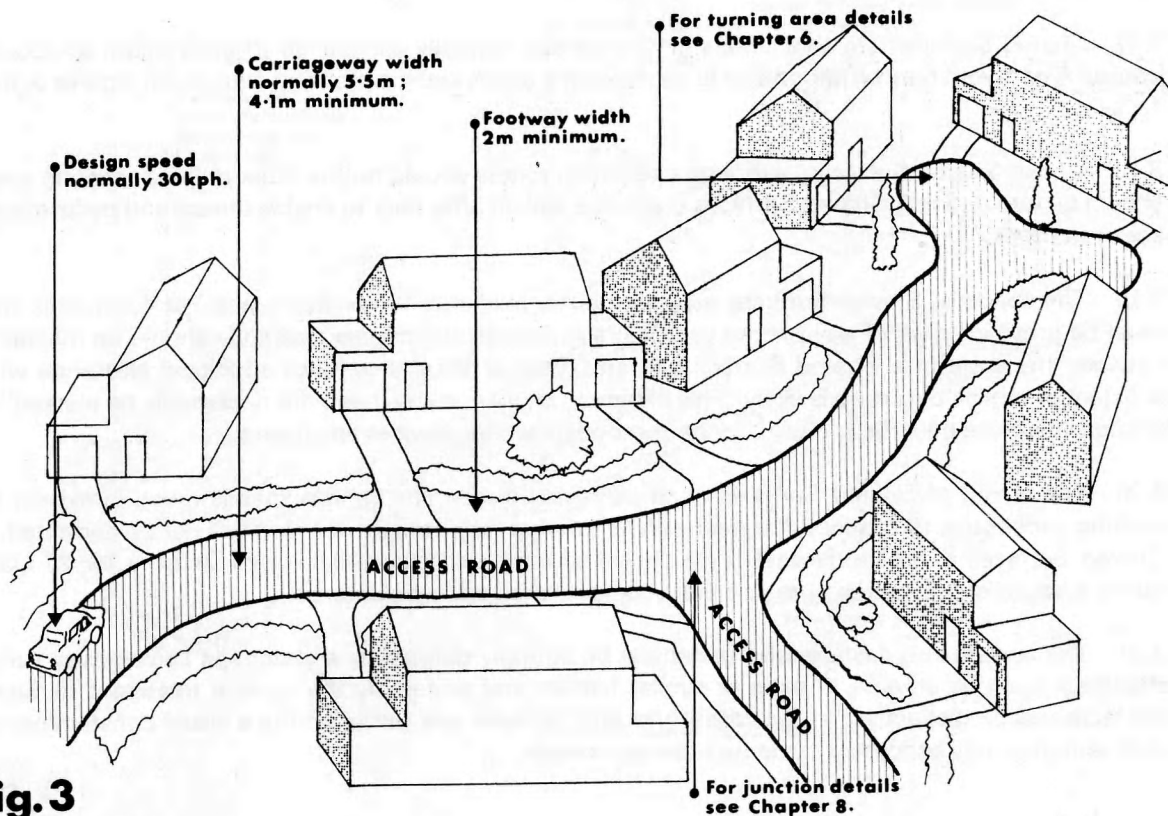 For turning area details
see Chapter 6.
Carriageway width
normally 5·5m ;
4·1m minimum.
Footway width
2m minimum.
Design speed
normally 30kph.
ACCESS ROAD
ACCESS ROAD
For junction details
see Chapter 8.
ig.3